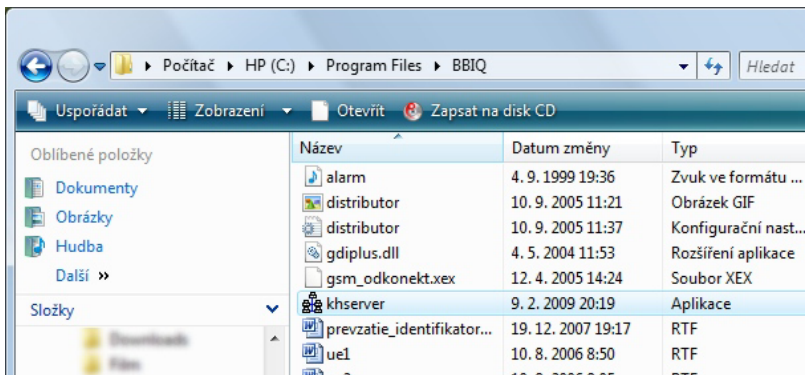 Počítač HP (C:) Program Files BBIQ Hledat
Uspořádat Zobrazení Otevřít Zapsat na disk CD
Oblíbené položky
Dokumenty
Obrázky
Hudba
Další »
Složky
Název Datum změny Typ
alarm 4. 9. 1999 19:36 Zvuk ve formátu ...
distributor 10. 9. 2005 11:21 Obrázek GIF
distributor 10. 9. 2005 11:37 Konfigurační nast...
gdiplus.dll 4. 5. 2004 11:53 Rozšíření aplikace
gsm_odkonekt.xex 12. 4. 2005 14:24 Soubor XEX
khserver 9. 2. 2009 20:19 Aplikace
prevzatie_identifikator... 19. 12. 2007 19:17 RTF
ue1 10. 8. 2006 8:50 RTF